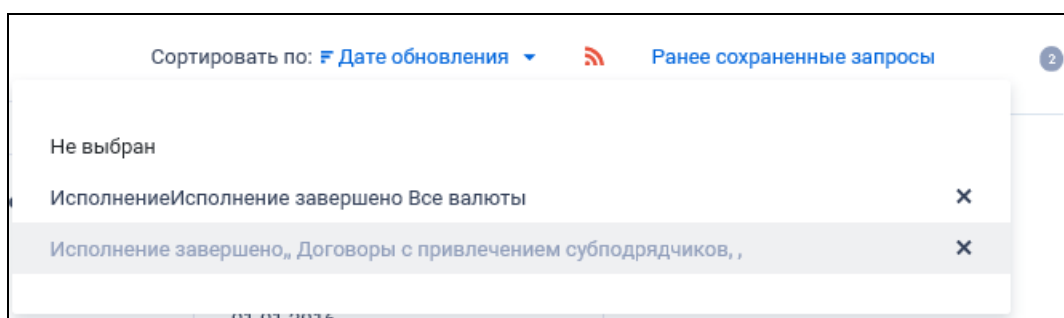 Сортировать по: Дате обновления Ранее сохраненные запросы 2
Не выбран
ИсполнениеИсполнение завершено Все валюты
Исполнение завершено,, Договоры с привлечением субподрядчиков, ,